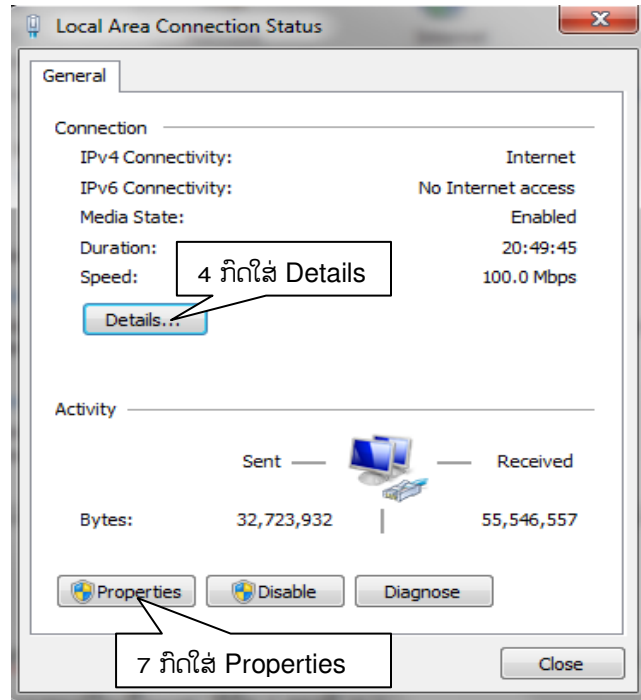 Local Area Connection Status
General
Connection
IPv4 Connectivity: Internet
IPv6 Connectivity: No Internet access
Media State: Enabled
Duration: 20:49:45
Speed: 100.0 Mbps
4 ກົດໃສ່ Details
Details...
Activity
Sent Received
Bytes: 32,723,932 55,546,557
Properties Disable Diagnose
7 ກົດໃສ່ Properties
Close